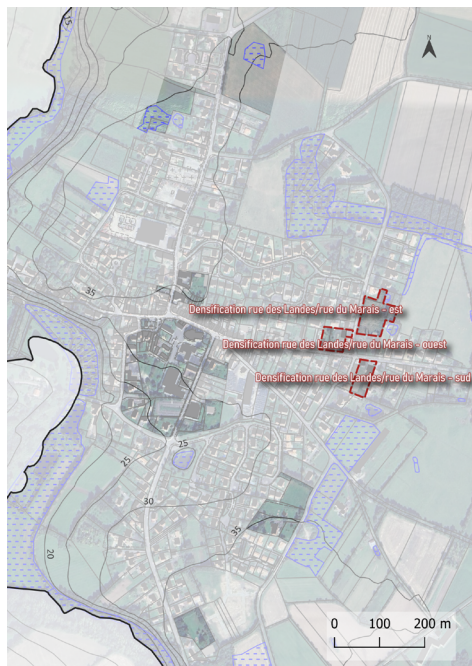 15
N
35
Densification rue des Landes/rue du Marais - est
Densification rue des Landes/rue du Marais - ouest
Densification rue des Landes/rue du Marais - sud
25
25
30
35
20
0 100 200 m